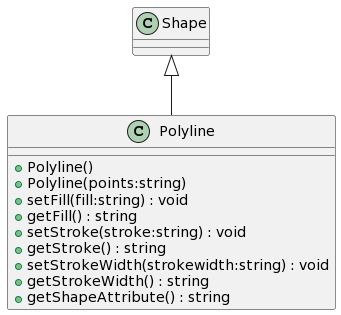 C Shape
C Polyline
Polyline()
Polyline(points:string)
setFill(fill:string) : void
getFill() : string
setStroke(stroke:string) : void
getStroke() : string
setStrokeWidth(strokewidth:string) : void
getStrokeWidth() : string
getShapeAttribute() : string